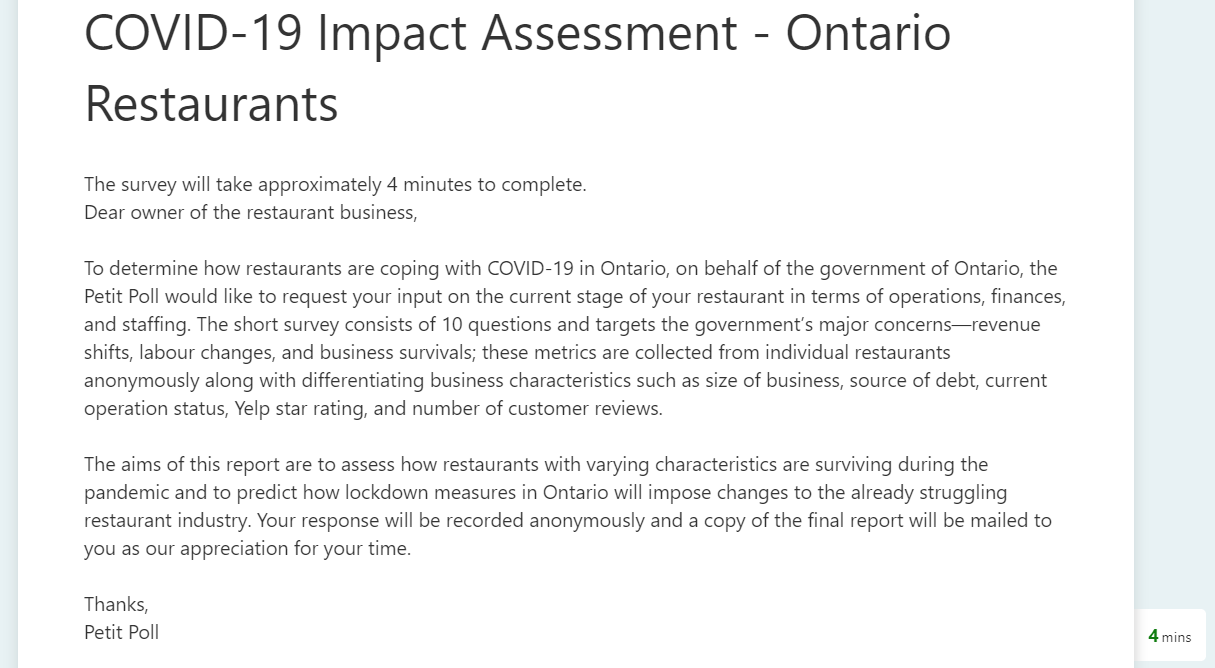 COVID-19 Impact Assessment - Ontario
Restaurants
The survey will take approximately 4 minutes to complete.
Dear owner of the restaurant business,
To determine how restaurants are coping with COVID-19 in Ontario, on behalf of the government of Ontario, the
Petit Poll would like to request your input on the current stage of your restaurant in terms of operations, finances,
and staffing. The short survey consists of 10 questions and targets the government’s major concerns—revenue
shifts, labour changes, and business survivals; these metrics are collected from individual restaurants
anonymously along with differentiating business characteristics such as size of business, source of debt, current
operation status, Yelp star rating, and number of customer reviews.
The aims of this report are to assess how restaurants with varying characteristics are surviving during the
pandemic and to predict how lockdown measures in Ontario will impose changes to the already struggling
restaurant industry. Your response will be recorded anonymously and a copy of the final report will be mailed to
you as our appreciation for your time.
Thanks,
Petit Poll
4 mins